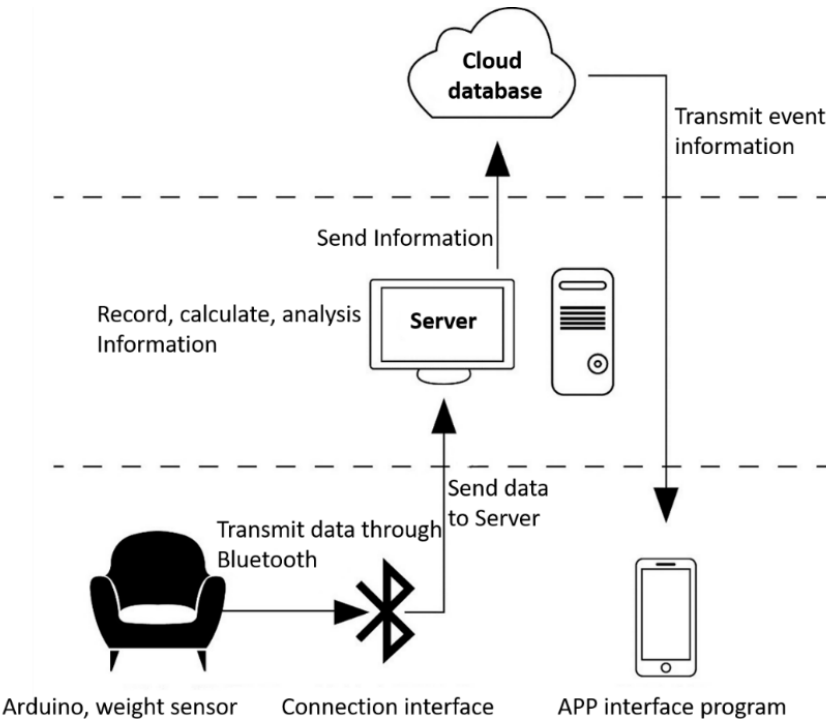 Cloud
database
Transmit event
information
Send Information
Record, calculate, analysis
Information
Server
Send data
to Server
Transmit data through
Bluetooth
Arduino, weight sensor
Connection interface
APP interface program